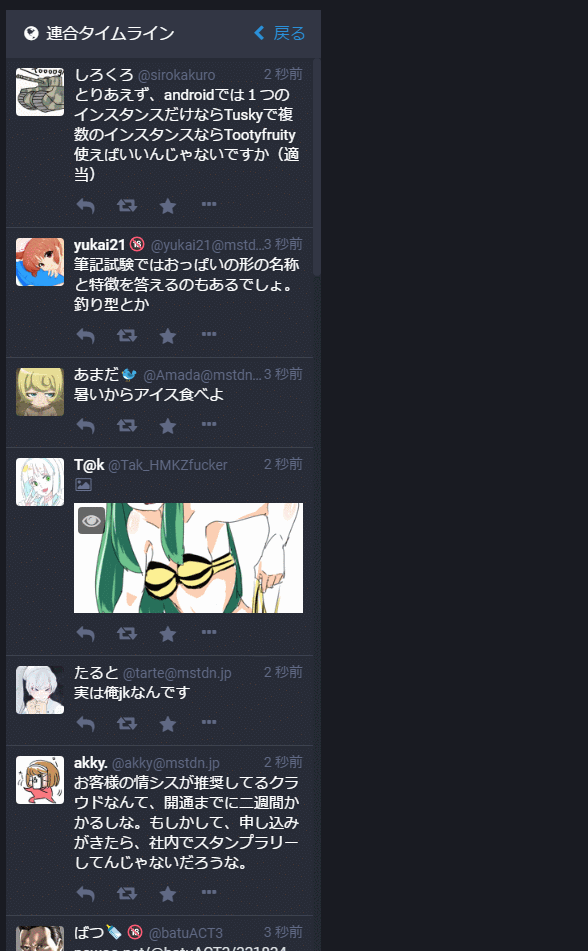 連合タイムライン
戻る
しろくろ @sirokakuro 2 秒前
とりあえず、androidでは１つの
インスタンスだけならTuskyで複
数のインスタンスならTootyfruity
使えばいいんじゃないですか（適
当）
yukai21🔞 @yukai21@mstd... 3 秒前
筆記試験ではおっぱいの形の名称
と特徴を答えるのもあるでしょ。
釣り型とか
あまだ🐦 @Amada@mstdn... 3 秒前
暑いからアイス食べよ
T@k @Tak_HMKZfucker 2 秒前
たると @tarte@mstdn.jp 2 秒前
実は俺jkなんです
akky. @akky@mstdn.jp 2 秒前
お客様の情シスが推奨してるクラ
ウドなんて、開通までに二週間か
かるしな。もしかして、申し込み
がきたら、社内でスタンプラリー
してんじゃないだろうな。
ばつ🍼🔞 @batuACT3 3 秒前